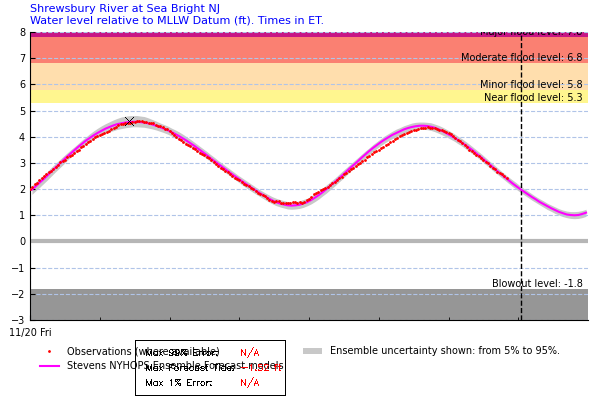 Shrewsbury River at Sea Bright NJ
Water level relative to MLLW Datum (ft). Times in ET.
8
7
6
5
4
3
2
1
0
−1
−2
−3
Moderate flood level: 6.8
Minor flood level: 5.8
Near flood level: 5.3
Blowout level: -1.8
11/20 Fri
Observations (where available)
Stevens NYHOPS Ensemble Forecast models
Ensemble uncertainty shown: from 5% to 95%.
Error: N/A
Max Forecast Tide:
Max 1% Error: N/A